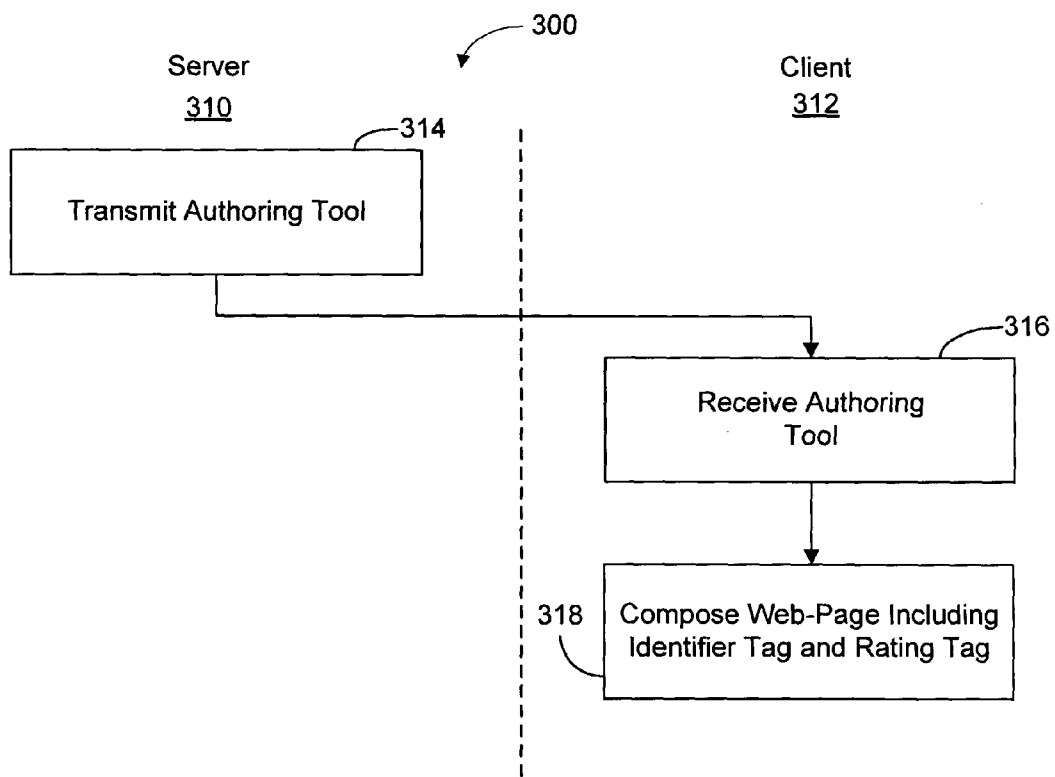 300
Server
310
Client
312
314
Transmit Authoring Tool
316
Receive Authoring
Tool
318
Compose Web-Page Including
Identifier Tag and Rating Tag